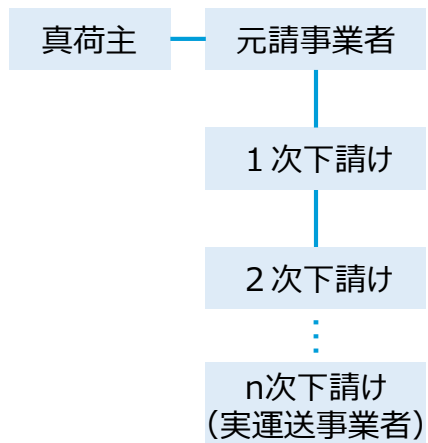 真荷主
元請事業者
１次下請け
２次下請け
n次下請け
（実運送事業者）